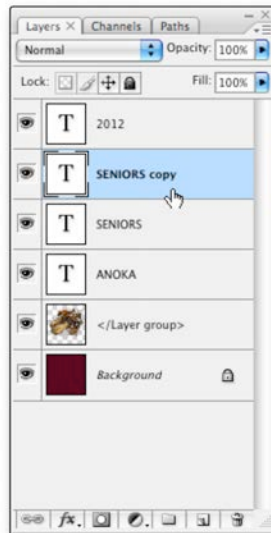 Layers × Channels Paths
Normal Opacity: 100%
Lock: Fill: 100%
T 2012
T SENIORS copy
T SENIORS
T ANOKA
</Layer group>
Background
fx.